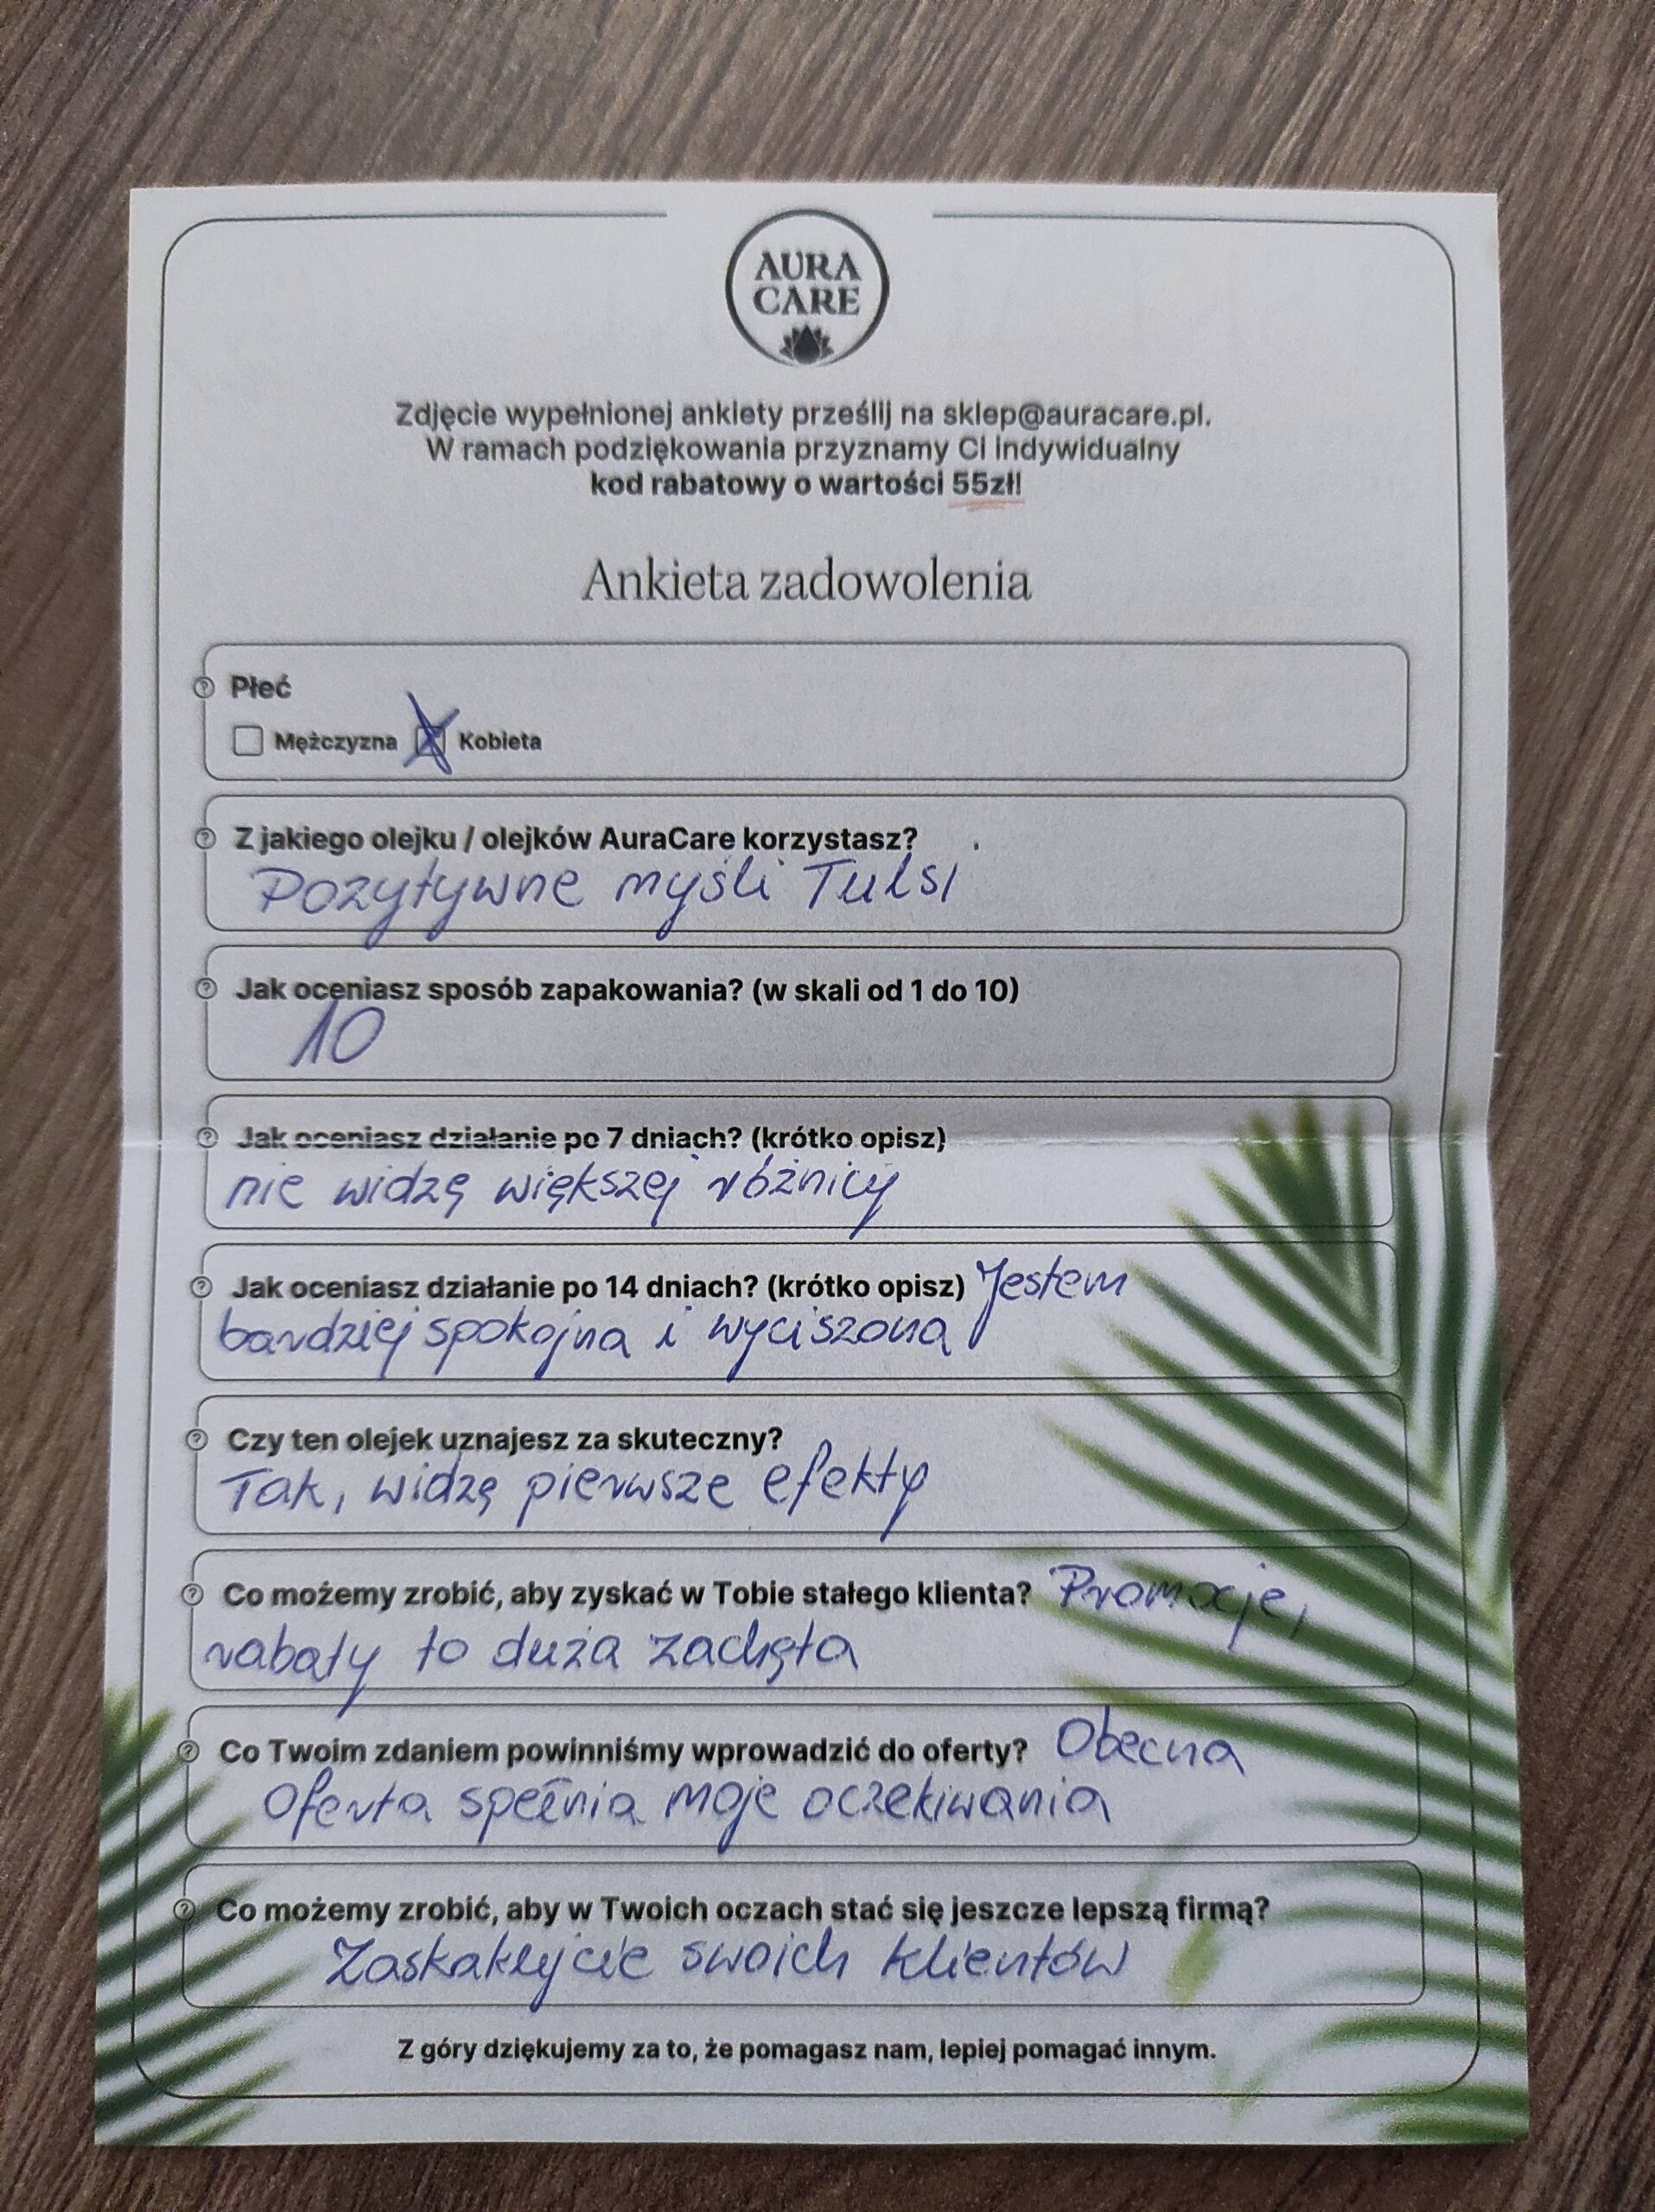 AURA
CARE
Zdjęcie wypełnionej ankiety prześlij na sklep@auracare.pl.
W ramach podziękowania przyznamy Ci indywidualny
kod rabatowy o wartości 55zł!
Ankieta zadowolenia
Płeć
Mężczyzna Kobieta
Z jakiego olejku / olejków AuraCare korzystasz?
Pozytywne myśli Tulsi
Jak oceniasz sposób zapakowania? (w skali od 1 do 10)
10
Jak oceniasz działanie po 7 dniach? (krótko opisz)
nie widzę większej różnicy
Jak oceniasz działanie po 14 dniach? (krótko opisz) Jestem
bardziej spokojna i wyciszona
Czy ten olejek uznajesz za skuteczny?
Tak, widzę pierwsze efekty
Co możemy zrobić, aby zyskać w Tobie stałego klienta? Promocje,
rabaty to duża zachęta
Co Twoim zdaniem powinniśmy wprowadzić do oferty? Obecna
oferta spełnia moje oczekiwania
Co możemy zrobić, aby w Twoich oczach stać się jeszcze lepszą firmą?
Zaskakujcie swoich klientów
Z góry dziękujemy za to, że pomagasz nam, lepiej pomagać innym.